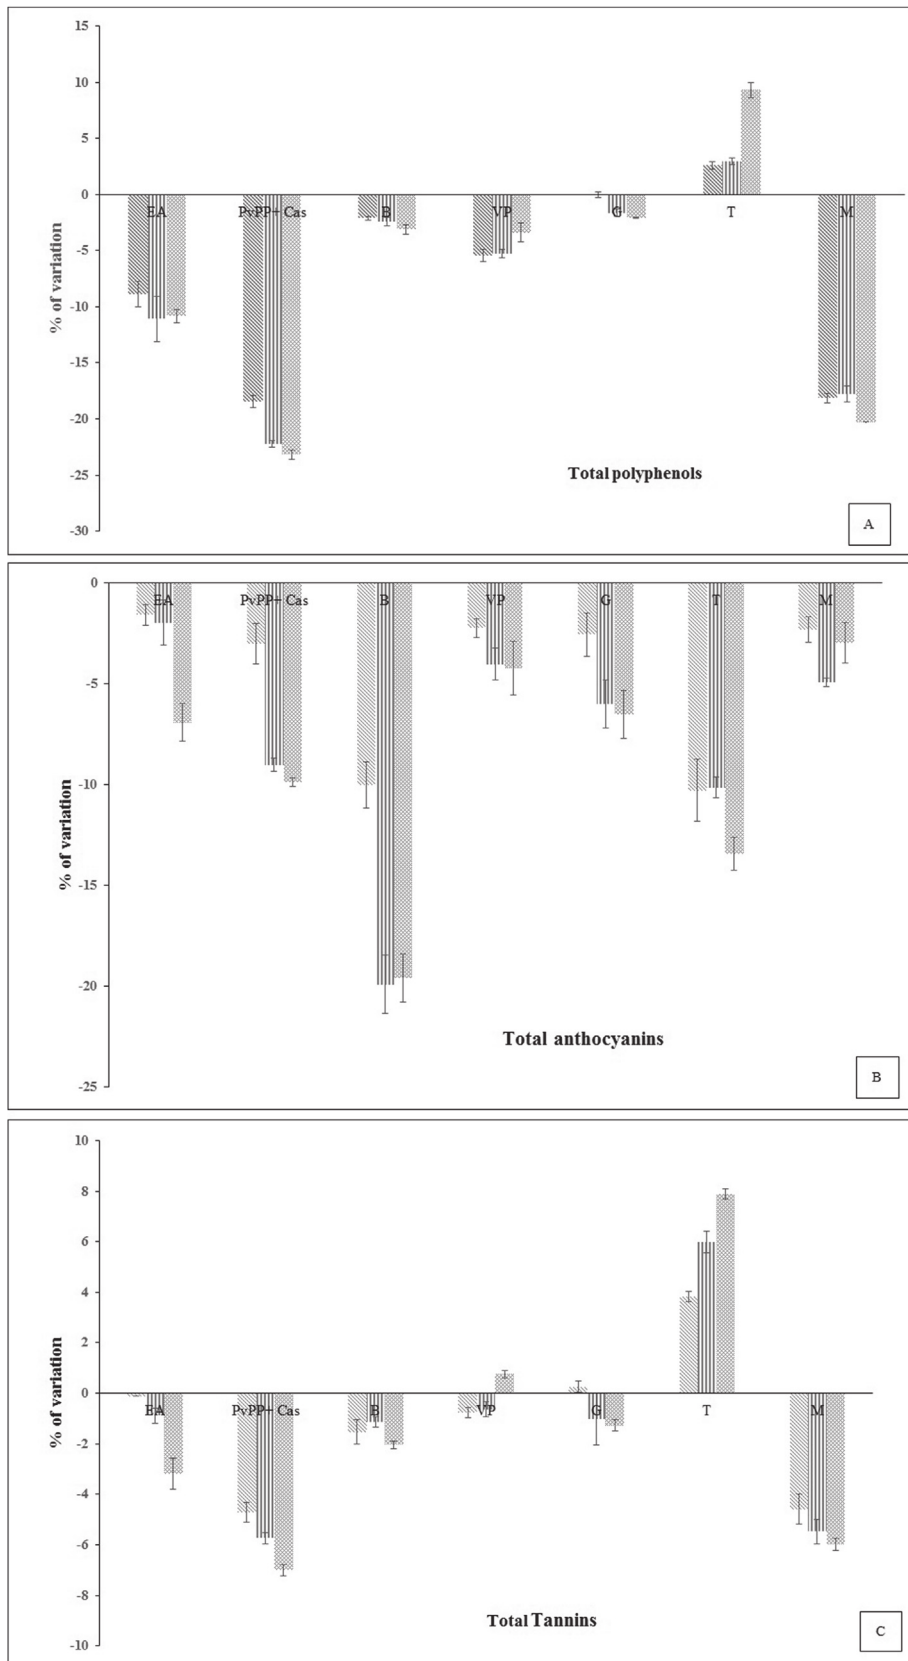 15
10
5
0
-5
-10
-15
-20
-25
-30
% of variation
EA PvPP+ Cas B VP G T M
Total polyphenols
A
0
-5
-10
-15
-20
-25
% of variation
EA PvPP+ Cas B VP G T M
Total anthocyanins
B
10
8
6
4
2
0
-2
-4
-6
-8
-10
% of variation
EA PvPP+ Cas B VP G T M
Total Tannins
C